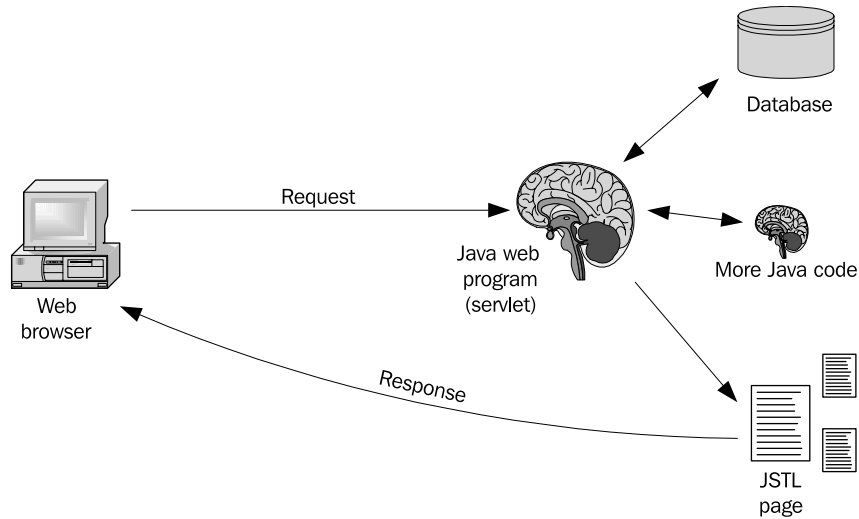 Database
Request
Java web
program
(servlet)
More Java code
Web
browser
Response
JSTL
page